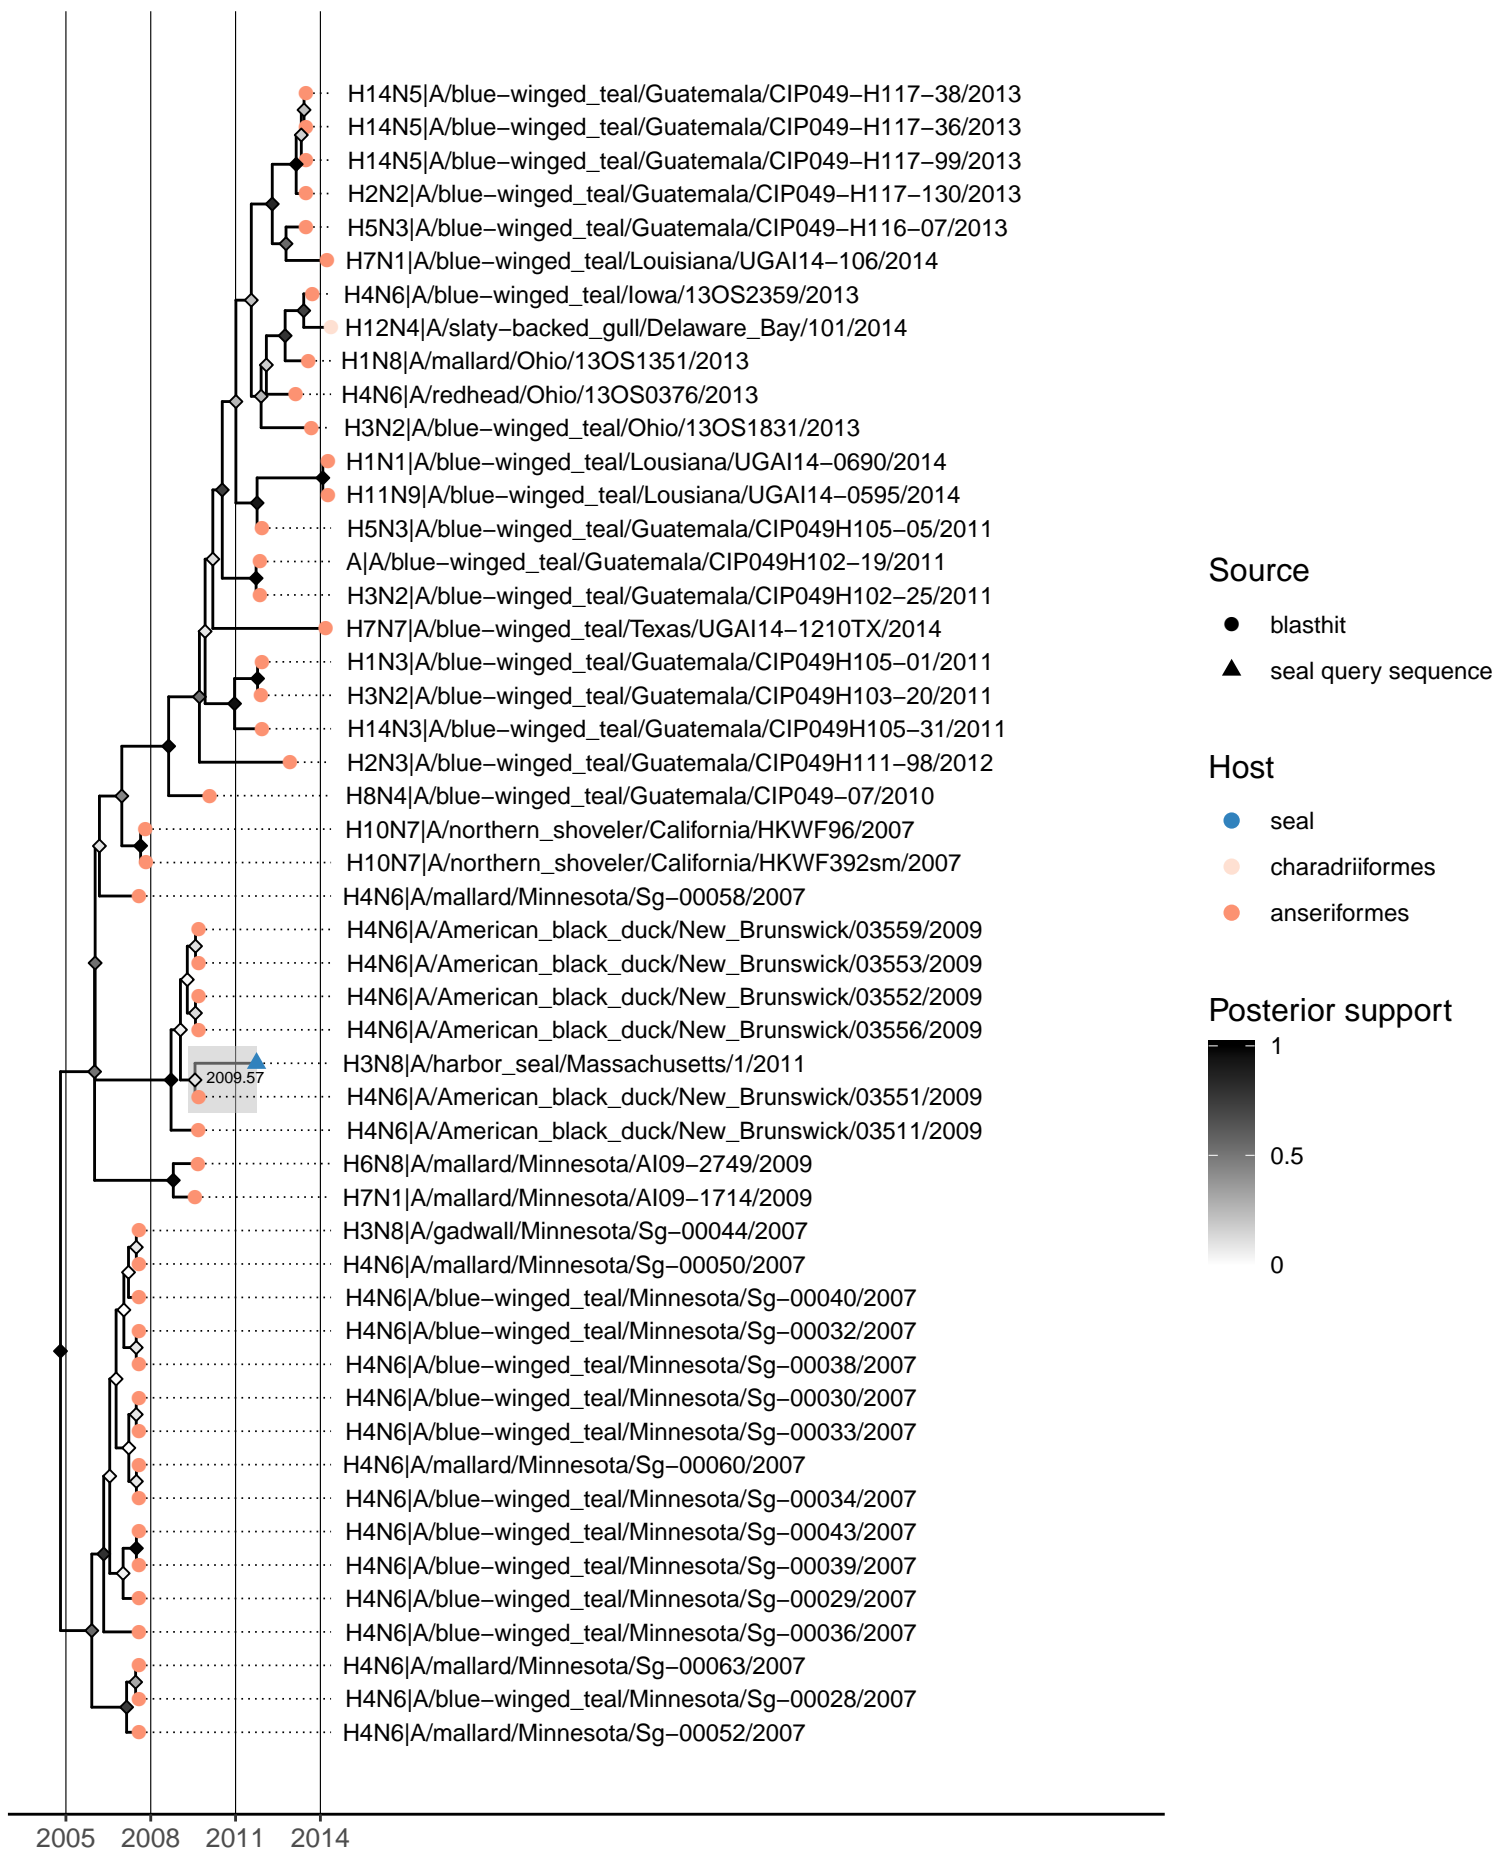 H14N5|A/blue−winged_teal/Guatemala/CIP049−H117−38/2013
H14N5|A/blue−winged_teal/Guatemala/CIP049−H117−36/2013
H14N5|A/blue−winged_teal/Guatemala/CIP049−H117−99/2013
H2N2|A/blue−winged_teal/Guatemala/CIP049−H117−130/2013
H5N3|A/blue−winged_teal/Guatemala/CIP049−H116−07/2013
H7N1|A/blue−winged_teal/Louisiana/UGAI14−106/2014
H4N6|A/blue−winged_teal/Iowa/13OS2359/2013
H12N4|A/slaty−backed_gull/Delaware_Bay/101/2014
H1N8|A/mallard/Ohio/13OS1351/2013
H4N6|A/redhead/Ohio/13OS0376/2013
H3N2|A/blue−winged_teal/Ohio/13OS1831/2013
H1N1|A/blue−winged_teal/Lousiana/UGAI14−0690/2014
H11N9|A/blue−winged_teal/Lousiana/UGAI14−0595/2014
H5N3|A/blue−winged_teal/Guatemala/CIP049H105−05/2011
A|A/blue−winged_teal/Guatemala/CIP049H102−19/2011
H3N2|A/blue−winged_teal/Guatemala/CIP049H102−25/2011
H7N7|A/blue−winged_teal/Texas/UGAI14−1210TX/2014
H1N3|A/blue−winged_teal/Guatemala/CIP049H105−01/2011
H3N2|A/blue−winged_teal/Guatemala/CIP049H103−20/2011
H14N3|A/blue−winged_teal/Guatemala/CIP049H105−31/2011
H2N3|A/blue−winged_teal/Guatemala/CIP049H111−98/2012
H8N4|A/blue−winged_teal/Guatemala/CIP049−07/2010
H10N7|A/northern_shoveler/California/HKWF96/2007
H10N7|A/northern_shoveler/California/HKWF392sm/2007
H4N6|A/mallard/Minnesota/Sg−00058/2007
H4N6|A/American_black_duck/New_Brunswick/03559/2009
H4N6|A/American_black_duck/New_Brunswick/03553/2009
H4N6|A/American_black_duck/New_Brunswick/03552/2009
H4N6|A/American_black_duck/New_Brunswick/03556/2009
H3N8|A/harbor_seal/Massachusetts/1/2011
2009.57
H4N6|A/American_black_duck/New_Brunswick/03551/2009
H4N6|A/American_black_duck/New_Brunswick/03511/2009
H6N8|A/mallard/Minnesota/AI09−2749/2009
H7N1|A/mallard/Minnesota/AI09−1714/2009
H3N8|A/gadwall/Minnesota/Sg−00044/2007
H4N6|A/mallard/Minnesota/Sg−00050/2007
H4N6|A/blue−winged_teal/Minnesota/Sg−00040/2007
H4N6|A/blue−winged_teal/Minnesota/Sg−00032/2007
H4N6|A/blue−winged_teal/Minnesota/Sg−00038/2007
H4N6|A/blue−winged_teal/Minnesota/Sg−00030/2007
H4N6|A/blue−winged_teal/Minnesota/Sg−00033/2007
H4N6|A/mallard/Minnesota/Sg−00060/2007
H4N6|A/blue−winged_teal/Minnesota/Sg−00034/2007
H4N6|A/blue−winged_teal/Minnesota/Sg−00043/2007
H4N6|A/blue−winged_teal/Minnesota/Sg−00039/2007
H4N6|A/blue−winged_teal/Minnesota/Sg−00029/2007
H4N6|A/blue−winged_teal/Minnesota/Sg−00036/2007
H4N6|A/mallard/Minnesota/Sg−00063/2007
H4N6|A/blue−winged_teal/Minnesota/Sg−00028/2007
H4N6|A/mallard/Minnesota/Sg−00052/2007
2005 2008 2011 2014
Source
blasthit
seal query sequence
Host
seal
charadriiformes
anseriformes
Posterior support
1
0.5
0